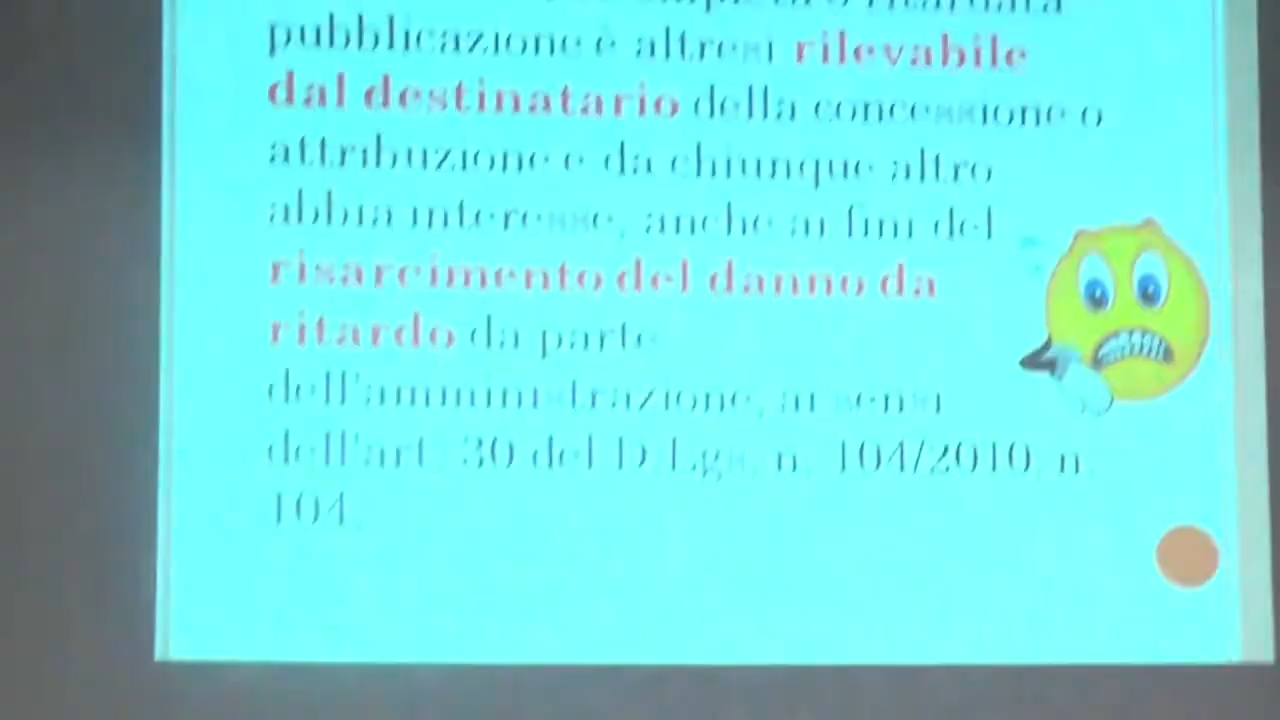 o ritardata
pubblicazione è altresì rilevabile
dal destinatario della concessione o
attribuzione e da chiunque altro
abbia interesse, anche ai fini del
risarcimento del danno da
ritardo da parte
dell'amministrazione, ai sensi
dell'art. 30 del D.Lgs. n. 104/2010, n.
104.